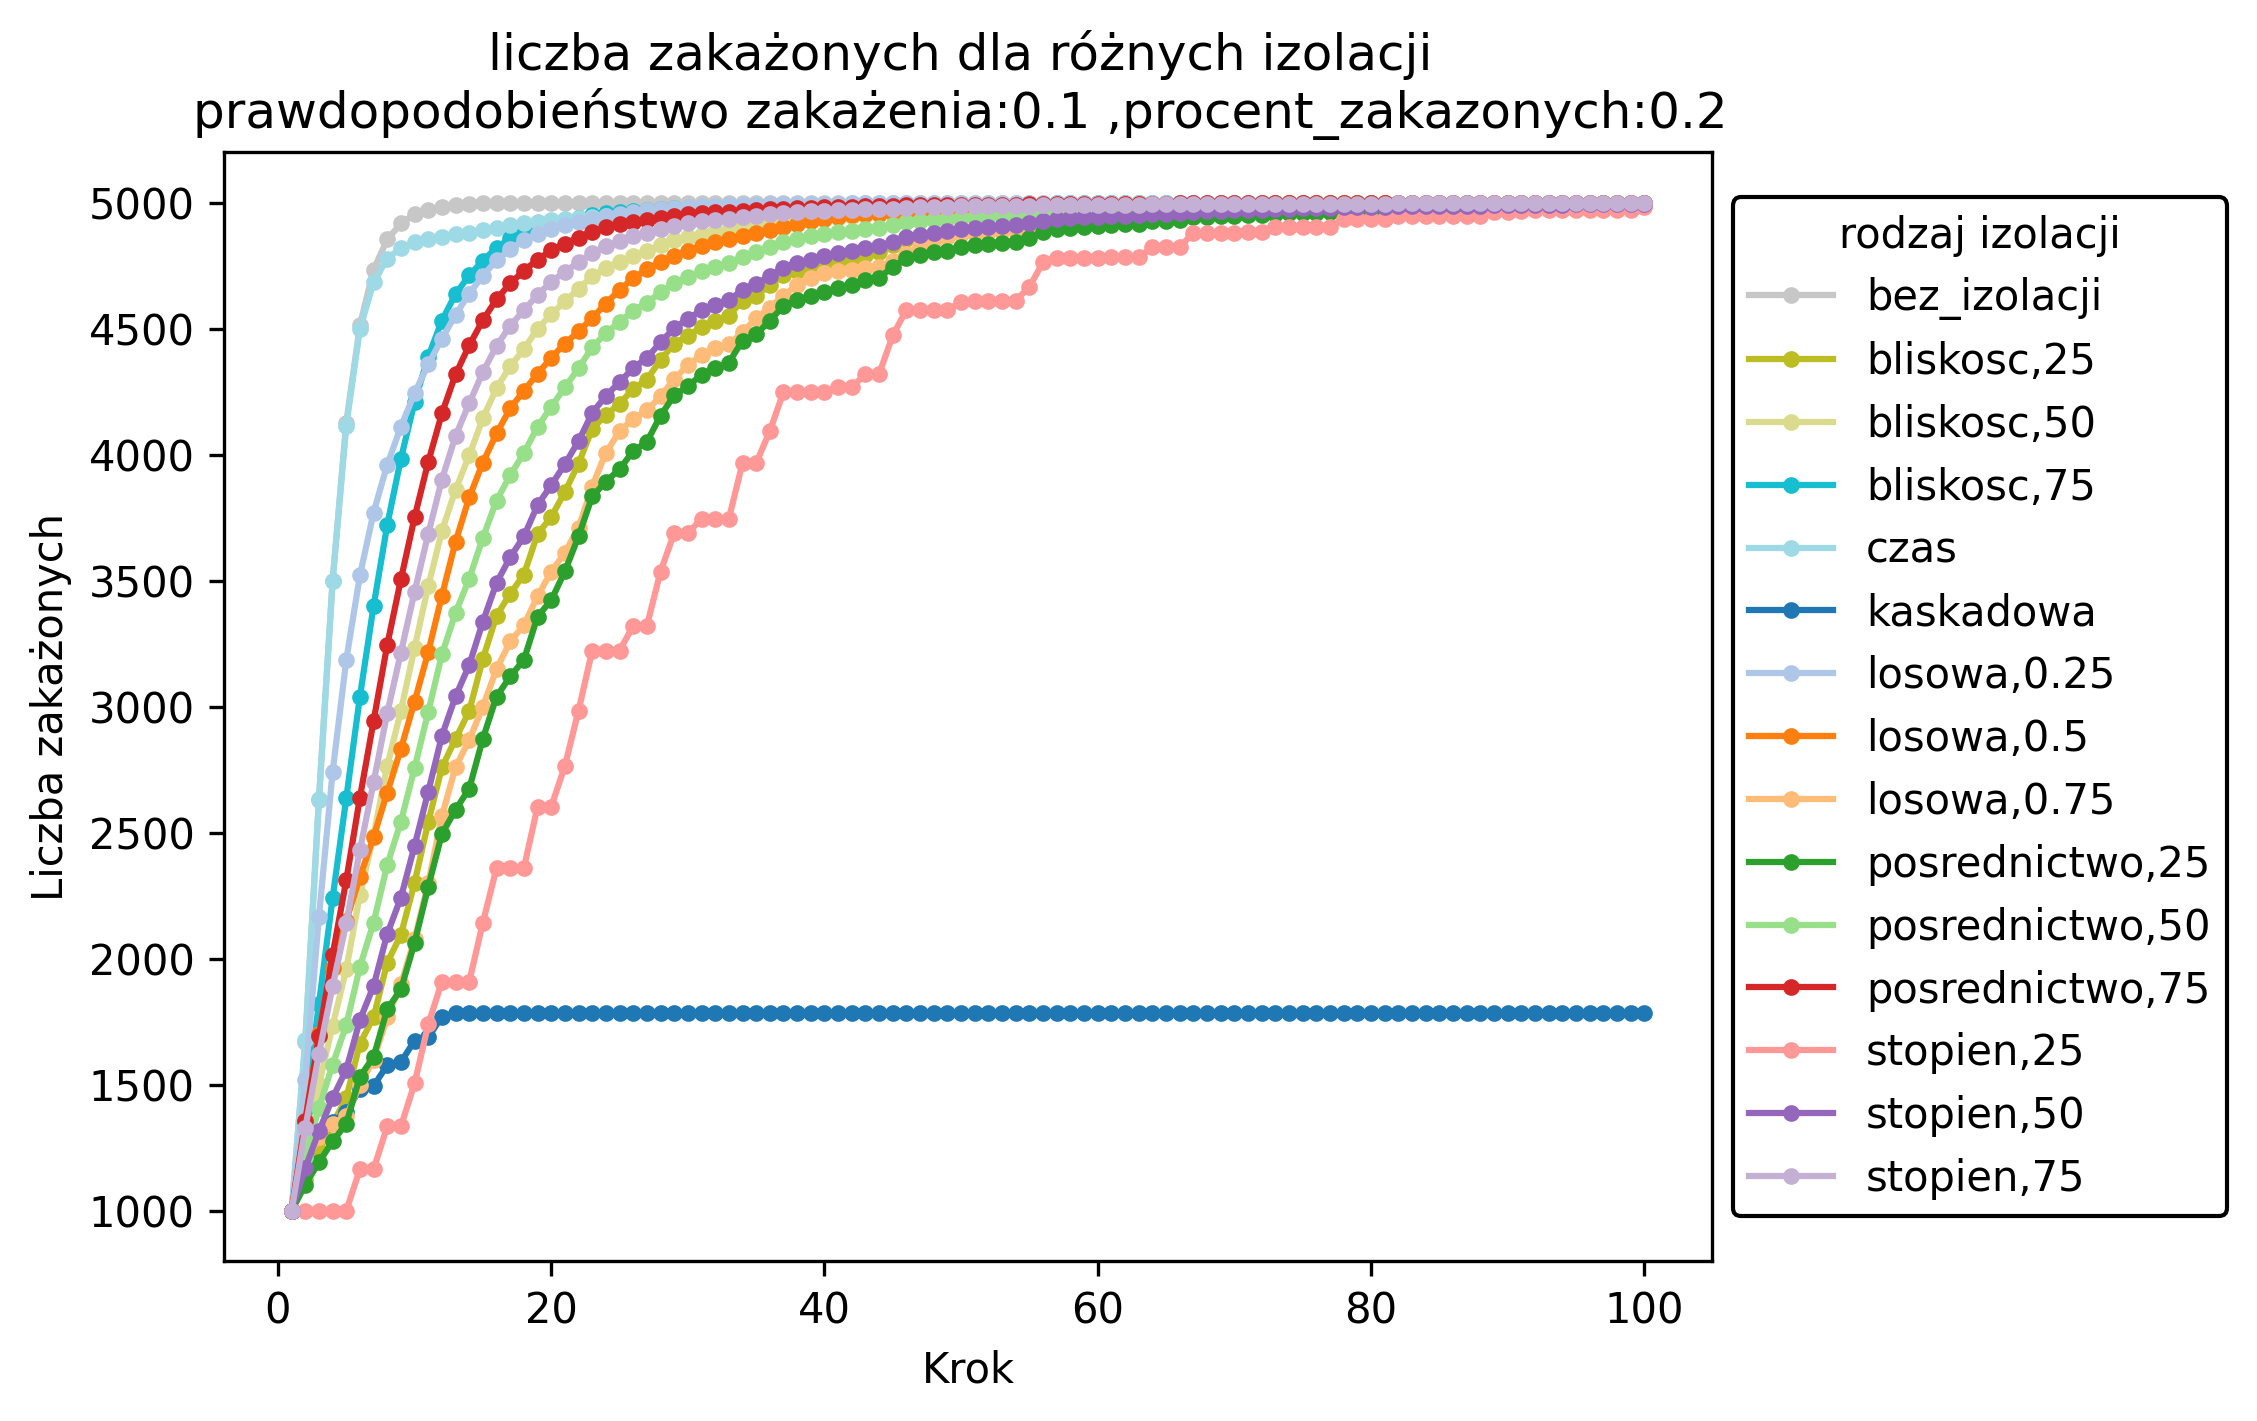 liczba zakażonych dla różnych izolacji
prawdopodobieństwo zakażenia:0.1 ,procent_zakazonych:0.2
Liczba zakażonych
5000
4500
4000
3500
3000
2500
2000
1500
1000
0
20
40
60
80
100
Krok
rodzaj izolacji
bez_izolacji
bliskosc,25
bliskosc,50
bliskosc,75
czas
kaskadowa
losowa,0.25
losowa,0.5
losowa,0.75
posrednictwo,25
posrednictwo,50
posrednictwo,75
stopien,25
stopien,50
stopien,75